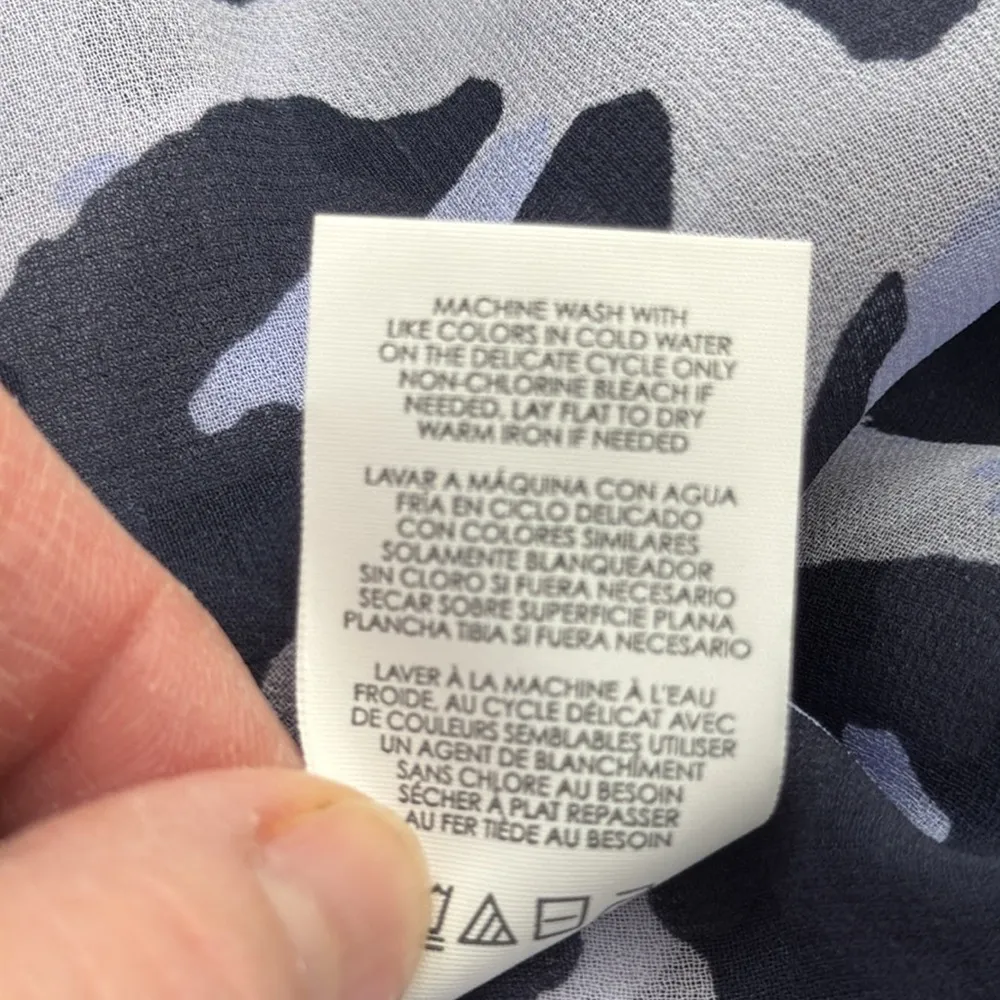 MACHINE WASH WITH
LIKE COLORS IN COLD WATER
ON THE DELICATE CYCLE ONLY
NON-CHLORINE BLEACH IF
NEEDED, LAY FLAT TO DRY
WARM IRON IF NEEDED
LAVAR A MÁQUINA CON AGUA
FRÍA EN CICLO DELICADO
CON COLORES SIMILARES
SOLAMENTE BLANQUEADOR
SIN CLORO SI FUERA NECESARIO
SECAR SOBRE SUPERFICIE PLANA
PLANCHA TIBIA SI FUERA NECESARIO
LAVER À LA MACHINE À L'EAU
FROIDE, AU CYCLE DÉLICAT AVEC
DE COULEURS SEMBLABLES UTILISER
UN AGENT DE BLANCHIMENT
SANS CHLORE AU BESOIN
SÉCHER À PLAT REPASSER
AU FER TIÈDE AU BESOIN